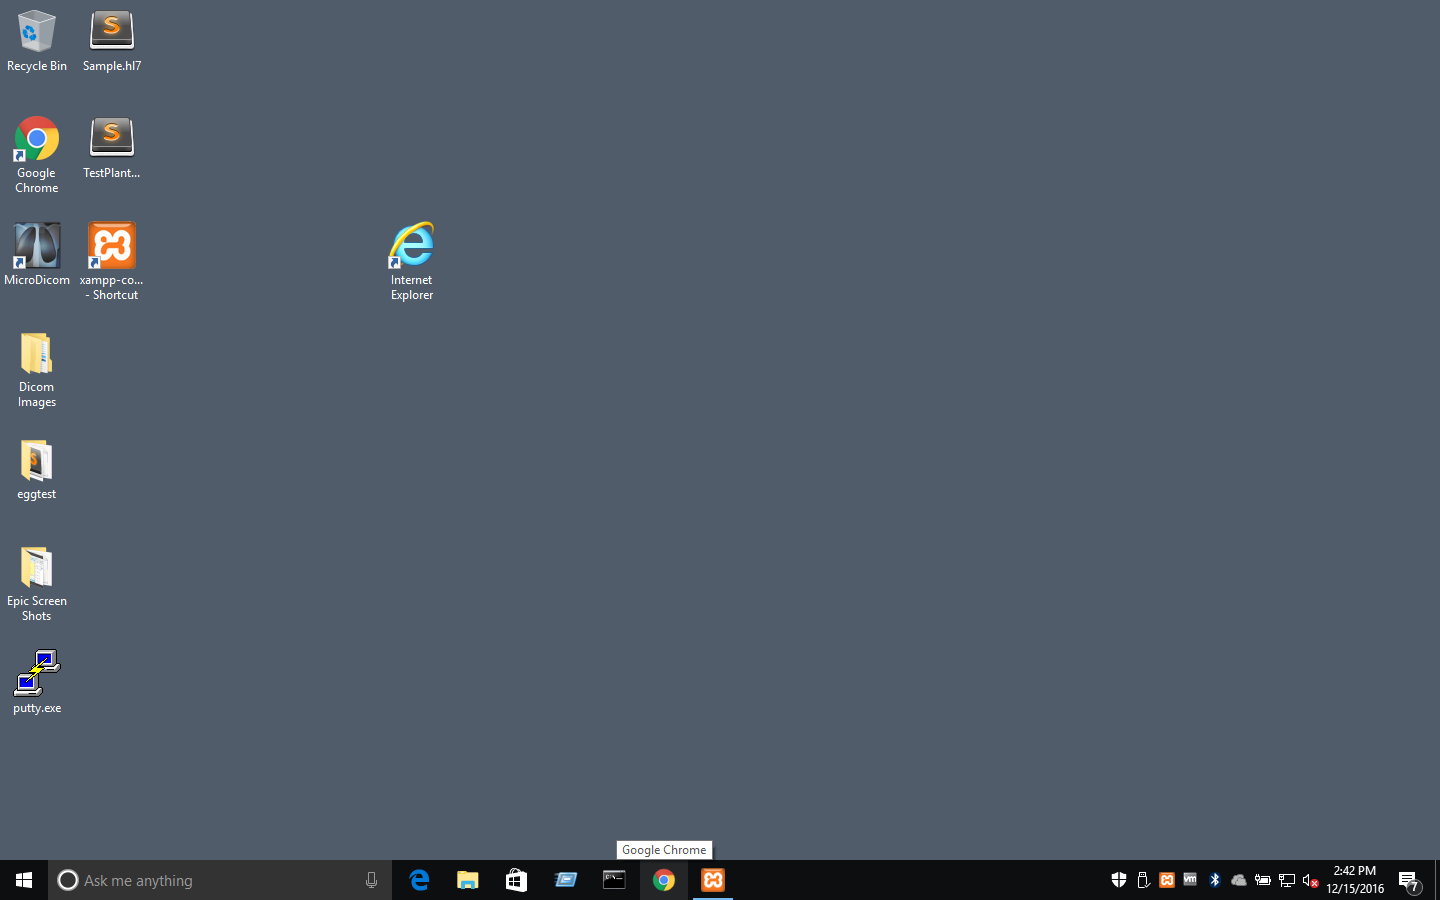 Recycle Bin
Sample.hl7
Google
Chrome
TestPlant...
MicroDicom
xampp-co...
- Shortcut
Internet
Explorer
Dicom
Images
eggtest
Epic Screen
Shots
putty.exe
Google Chrome
Ask me anything
vm
2:42 PM
12/15/2016
7